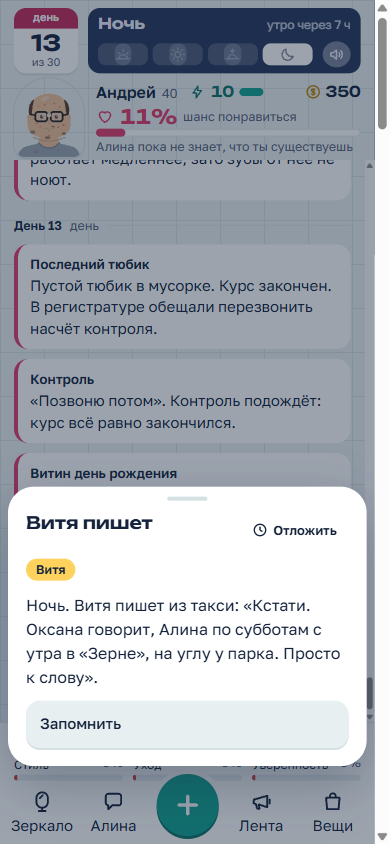 день
13
из 30
Ночь
утро через 7 ч
Андрей 40
10
350
11% шанс понравиться
Алина пока не знает, что ты существуешь
работает медленнее, зато зубы от неё не
ноют.
День 13 день
Последний тюбик
Пустой тюбик в мусорке. Курс закончен.
В регистратуре обещали перезвонить
насчёт контроля.
Контроль
«Позвоню потом». Контроль подождёт:
курс всё равно закончился.
Витин день рождения
Витя пишет
Отложить
Витя
Ночь. Витя пишет из такси: «Кстати.
Оксана говорит, Алина по субботам с
утра в «Зерне», на углу у парка. Просто
к слову».
Запомнить
Стиль
Уход
Уверенность
Зеркало
Алина
Лента
Вещи